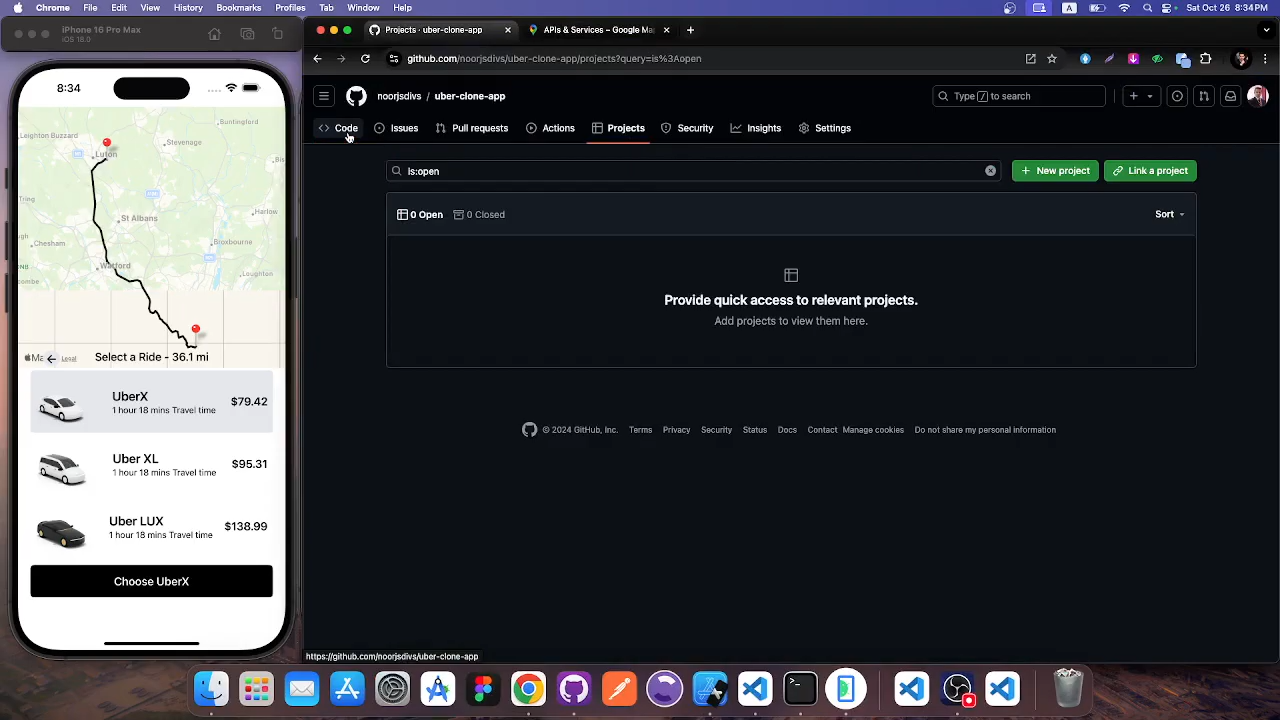 Chrome File Edit View History Bookmarks Profiles Tab Window Help
Sat Sep 28 8:34 PM
iPhone 16 Pro Max
iOS 18.0
Projects · uber-clone-app
APIs & Services – Google Ma
github.com/noorjsdivs/uber-clone-app/projects?query=is%3Aopen
noorjsdivs / uber-clone-app
Type / to search
Code
Issues
Pull requests
Actions
Projects
Security
Insights
Settings
is:open
New project
Link a project
0 Open
0 Closed
Sort
Provide quick access to relevant projects.
Add projects to view them here.
© 2024 GitHub, Inc. Terms Privacy Security Status Docs Contact Manage cookies Do not share my personal information
https://github.com/noorjsdivs/uber-clone-app
8:34
Buntingford
Leighton Buzzard
Stevenage
Luton
Tring
Harlow
St Albans
Chesham
Broxbourne
Watford
Loughton
Legal
Select a Ride - 36.1 mi
UberX
1 hour 18 mins Travel time
$79.42
Uber XL
1 hour 18 mins Travel time
$95.31
Uber LUX
1 hour 18 mins Travel time
$138.99
Choose UberX